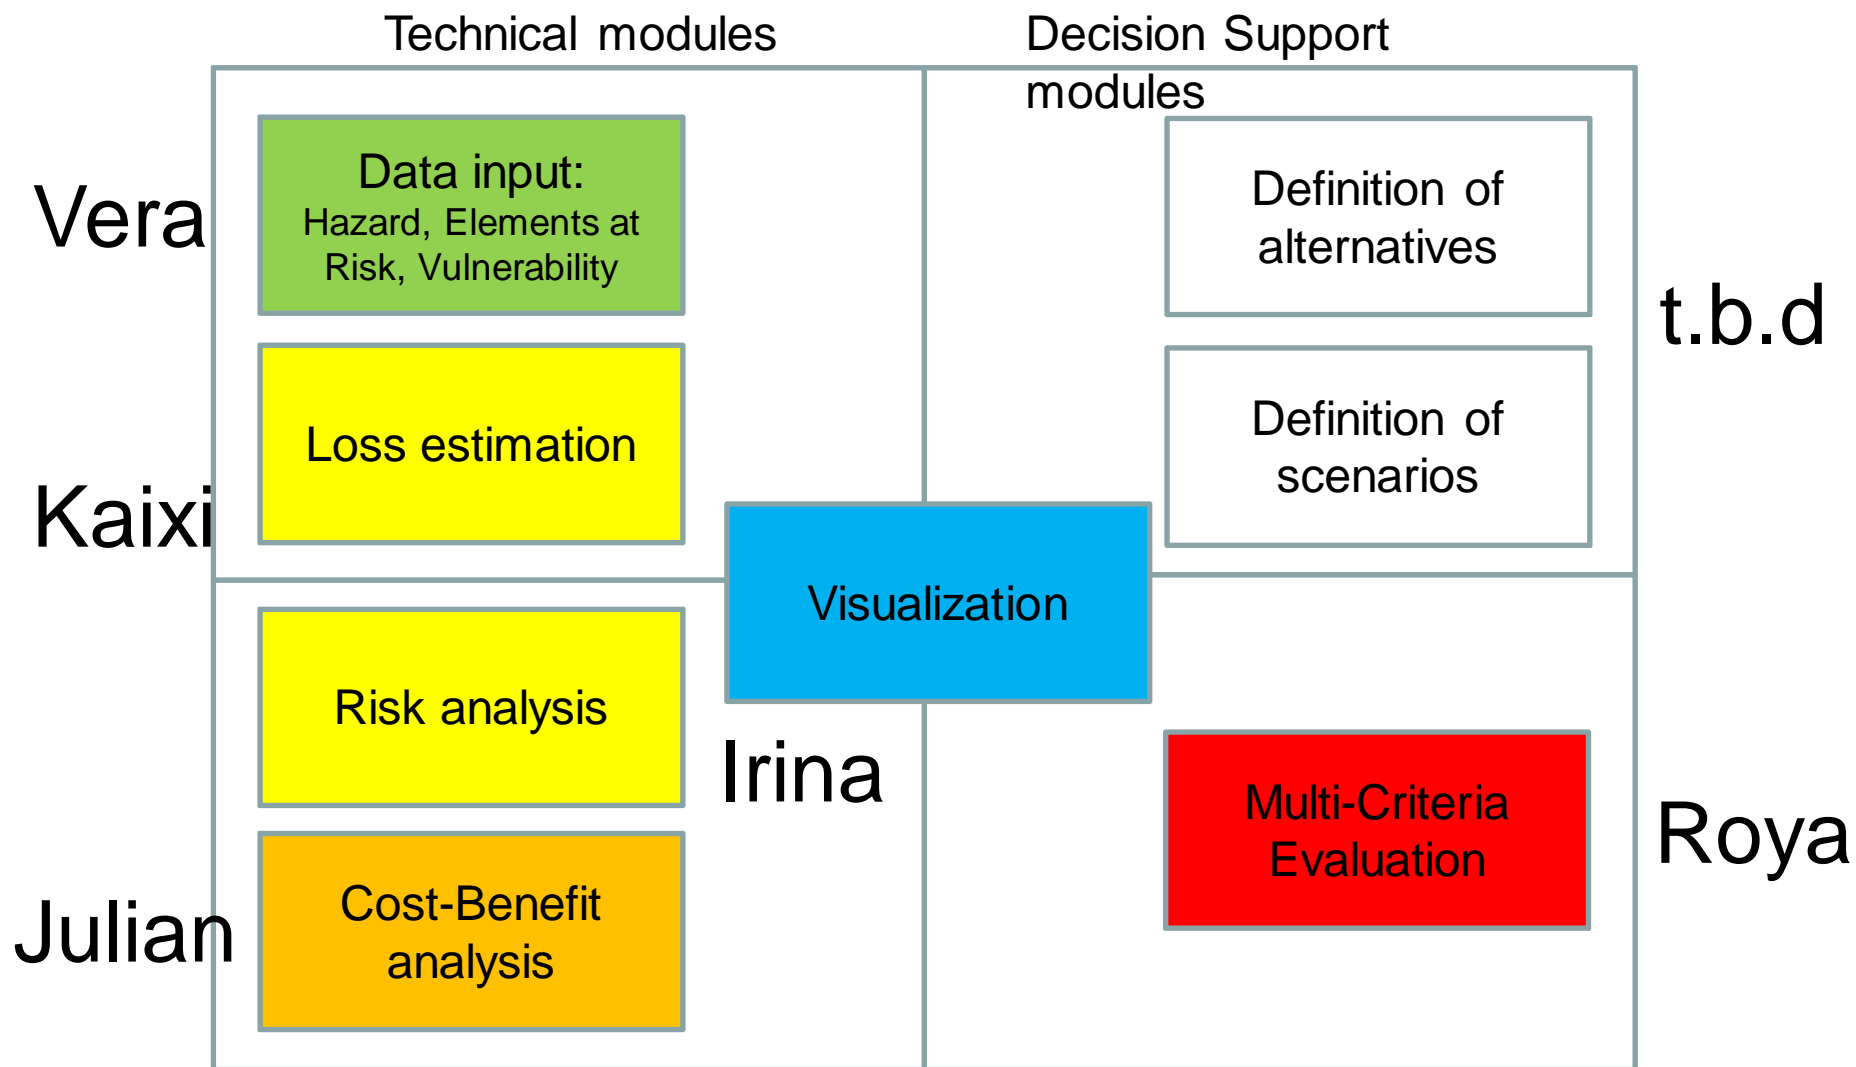 Technical modules
Decision Support
modules
Vera
Data input:
Hazard, Elements at
Risk, Vulnerability
Definition of
alternatives
t.b.d
Kaixi
Loss estimation
Definition of
scenarios
Visualization
Risk analysis
Irina
Multi-Criteria
Evaluation
Roya
Julian
Cost-Benefit
analysis